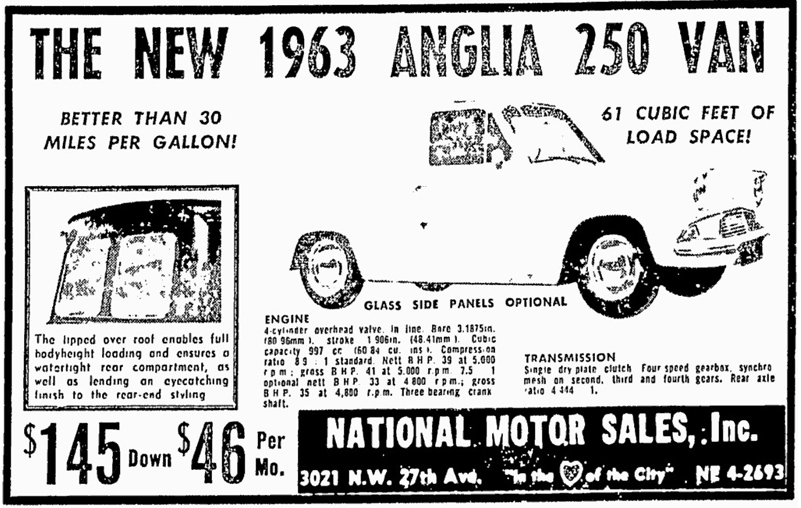 THE NEW 1963 ANGLIA 250 VAN
BETTER THAN 30
MILES PER GALLON!
61 CUBIC FEET OF
LOAD SPACE!
GLASS SIDE PANELS OPTIONAL
The lipped over roof enables full
bodyheight loading and ensures a
watertight rear compartment, as
well as lending an eyecatching
finish to the rear-end styling
ENGINE
4-cylinder overhead valve. In line. Bore 3.1875in.
(80 96mm). stroke 1 906in. (48.41mm). Cubic
capacity 997 cc (60 84 cu. ins). Compression
ratio 8 9 . 1 standard. Nett B H P. 39 at 5,000
r p m; gross B H P. 41 at 5,000 r.p.m. 7.5 1
optional nett B H P. 33 at 4 800 r.p.m.; gross
B H P. 35 at 4,800 r.p.m. Three bearing crank
shaft.
TRANSMISSION
Single dry plate clutch Four speed gearbox, synchro
mesh on second, third and fourth gears. Rear axle
ratio 4 444 1.
$145 Down $46 Per Mo.
NATIONAL MOTOR SALES, Inc.
3021 N.W. 27th Ave. "In the of the City" NE 4-2693